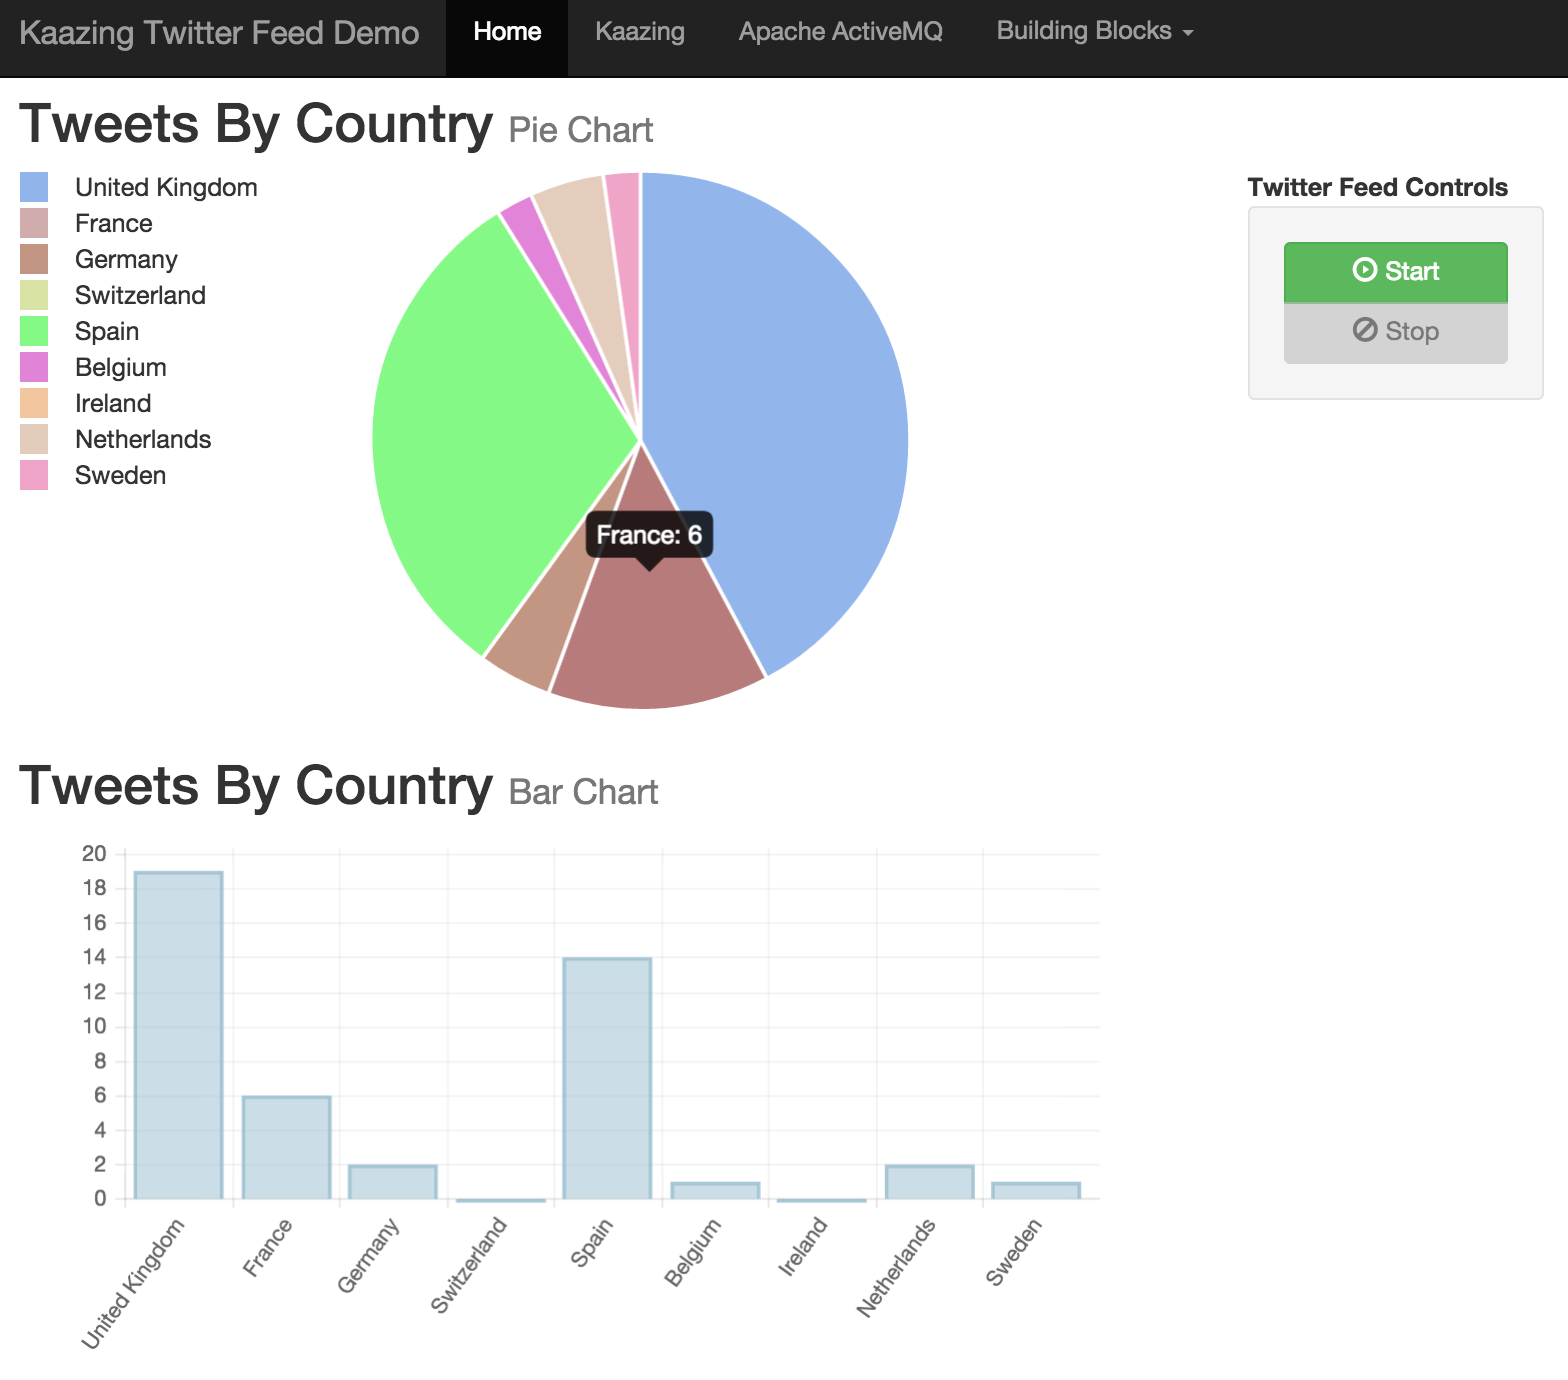 Kaazing Twitter Feed Demo Home Kaazing Apache ActiveMQ Building Blocks
Tweets By Country Pie Chart
United Kingdom
France
Germany
Switzerland
Spain
Belgium
Ireland
Netherlands
Sweden
France: 6
Twitter Feed Controls
Start
Stop
Tweets By Country Bar Chart
20
18
16
14
12
10
8
6
4
2
0
United Kingdom
France
Germany
Switzerland
Spain
Belgium
Ireland
Netherlands
Sweden